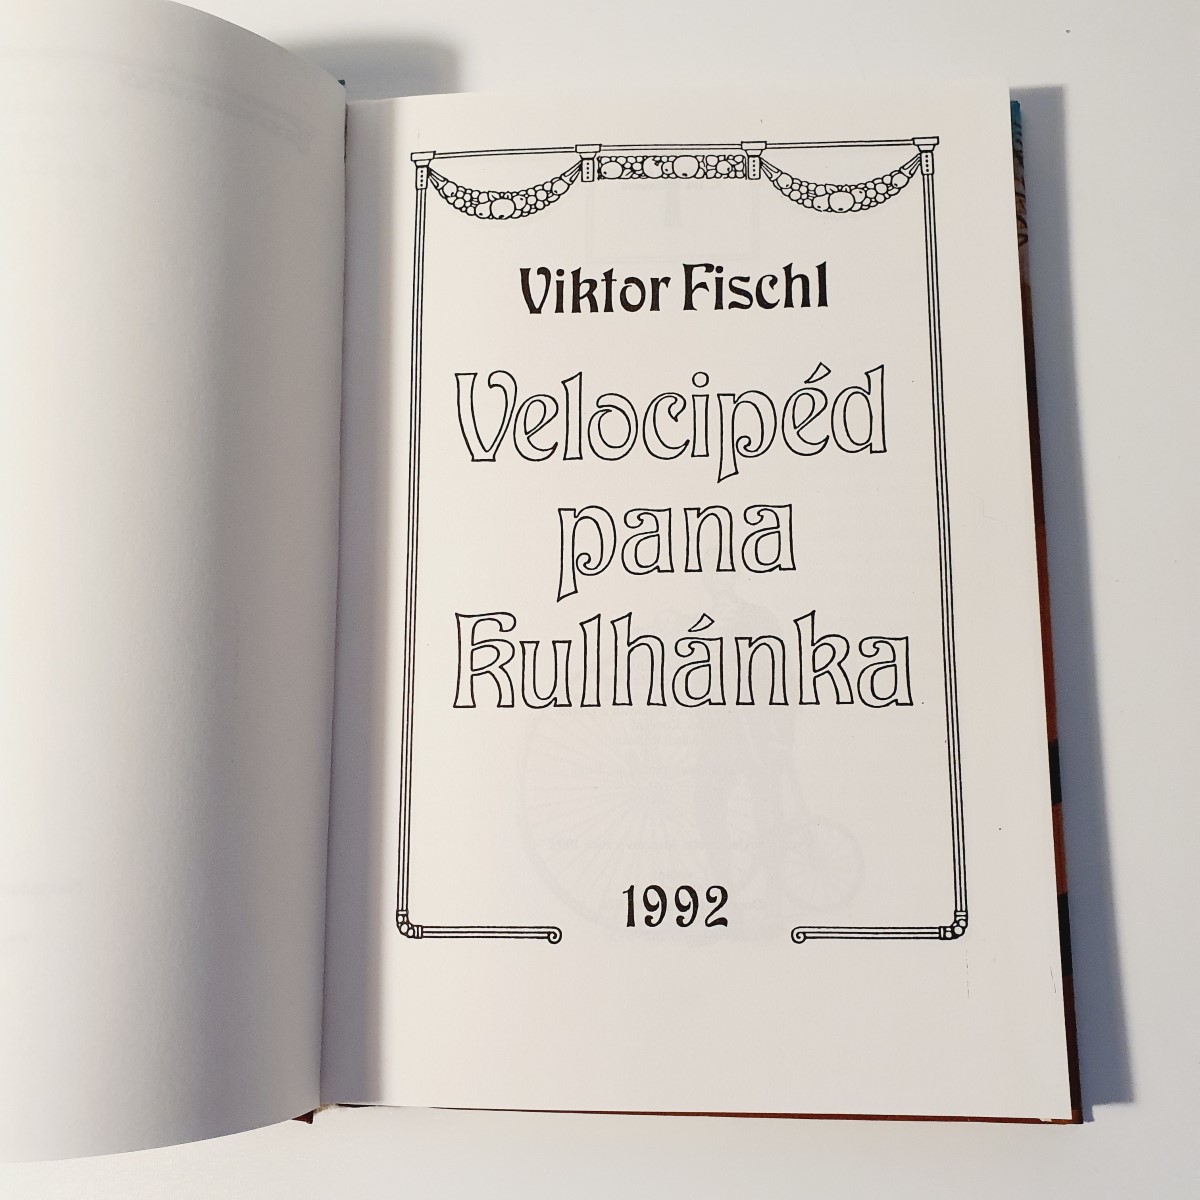 Viktor Fischl
Velocipéd
pana
Kulhánka
1992